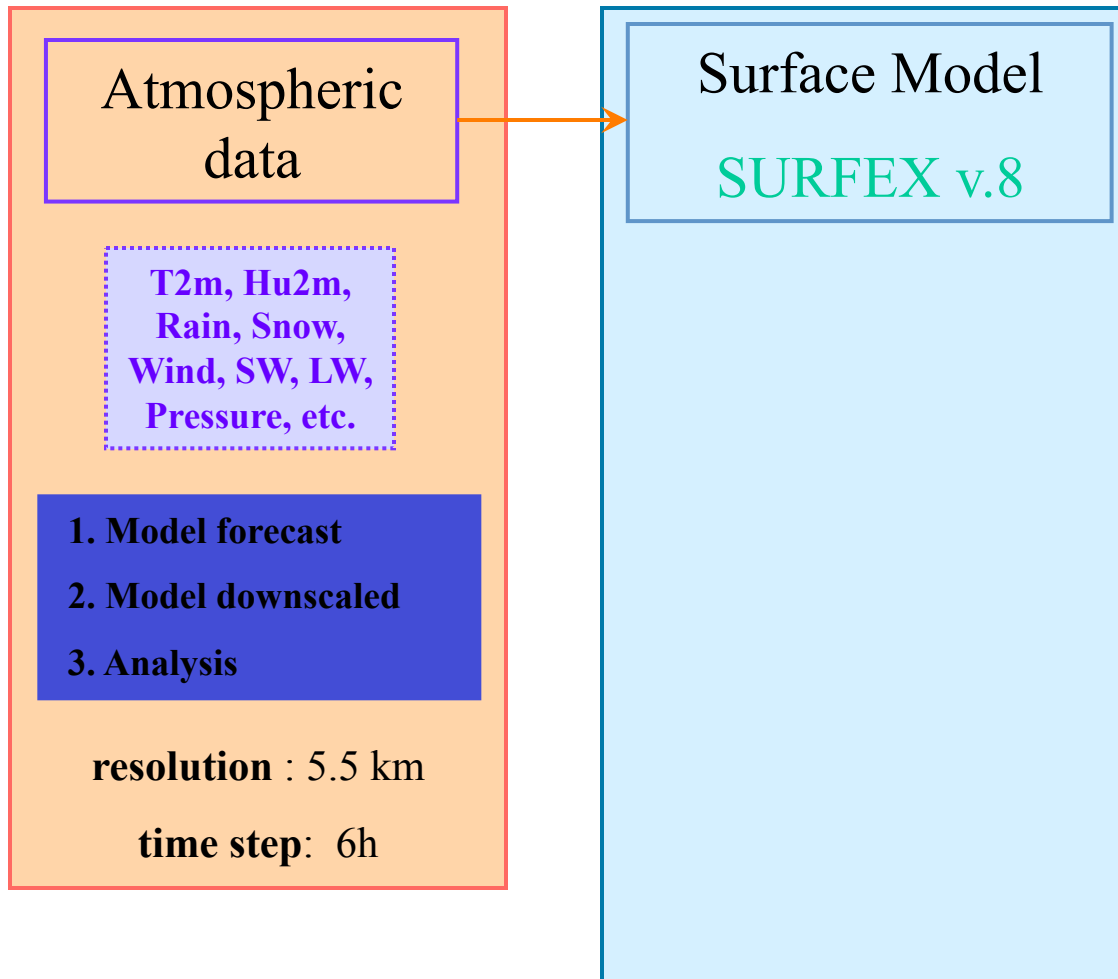 Atmospheric
data
T2m, Hu2m,
Rain, Snow,
Wind, SW, LW,
Pressure, etc.
1. Model forecast
2. Model downscaled
3. Analysis
resolution : 5.5 km
time step:  6h
Surface Model
SURFEX v.8